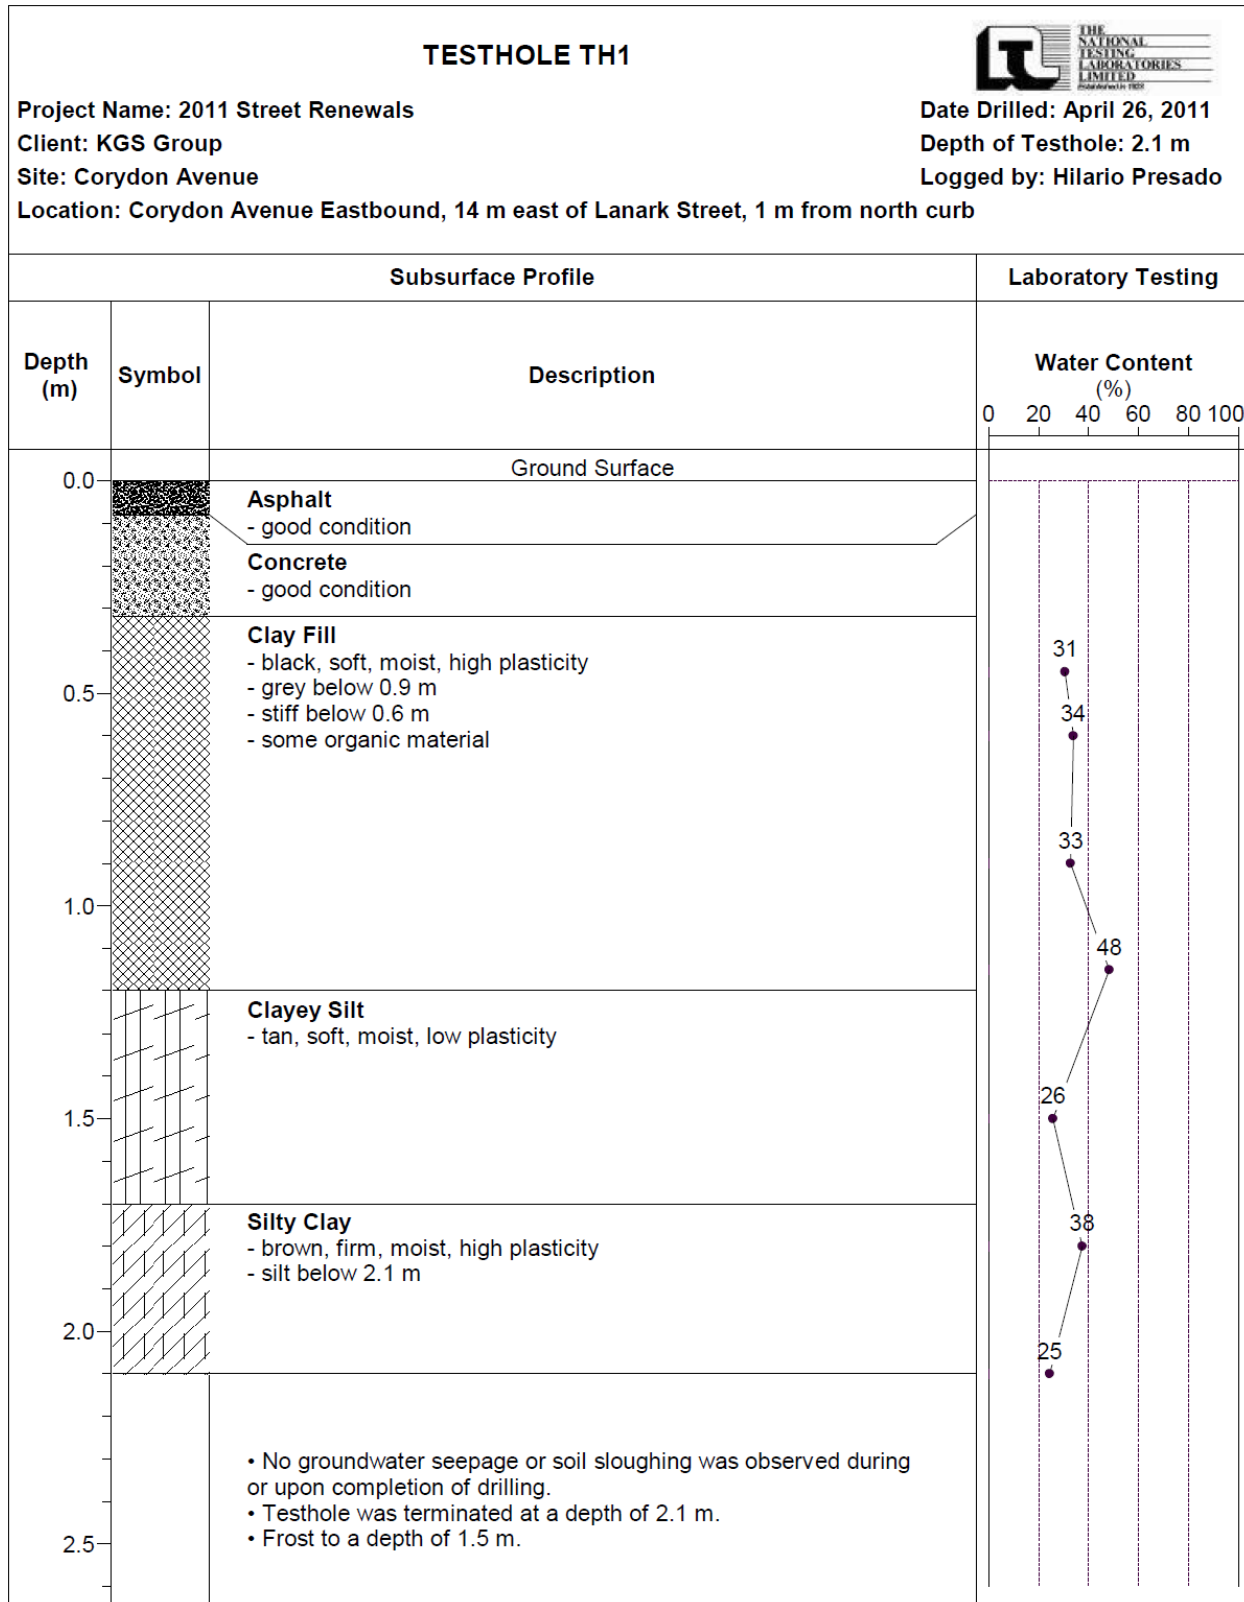 TESTHOLE TH1
THE
NATIONAL
TESTING
LABORATORIES
LIMITED
Established in 1923
Project Name: 2011 Street Renewals
Date Drilled: April 26, 2011
Client: KGS Group
Depth of Testhole: 2.1 m
Site: Corydon Avenue
Logged by: Hilario Presado
Location: Corydon Avenue Eastbound, 14 m east of Lanark Street, 1 m from north curb
Subsurface Profile
Laboratory Testing
Depth
(m)
Symbol
Description
Water Content
(%)
0 20 40 60 80 100
Ground Surface
0.0
Asphalt
- good condition
Concrete
- good condition
Clay Fill
- black, soft, moist, high plasticity
- grey below 0.9 m
- stiff below 0.6 m
- some organic material
31
0.5
34
33
1.0
48
Clayey Silt
- tan, soft, moist, low plasticity
26
1.5
Silty Clay
- brown, firm, moist, high plasticity
- silt below 2.1 m
38
2.0
25
• No groundwater seepage or soil sloughing was observed during
or upon completion of drilling.
• Testhole was terminated at a depth of 2.1 m.
• Frost to a depth of 1.5 m.
2.5